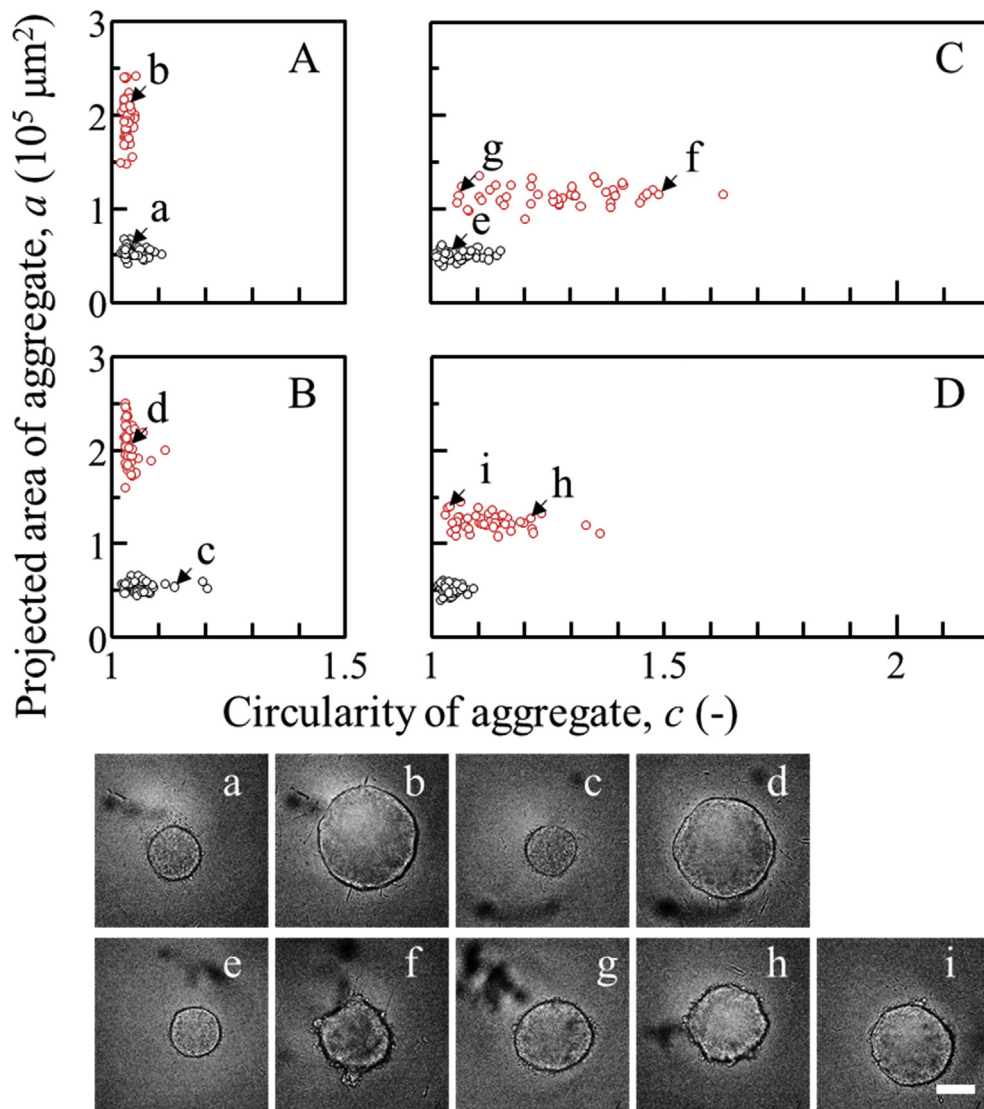 Projected area of aggregate, a (10⁵ μm²)
3
2
1
0
A
b
a
C
g
f
e
3
2
1
0
B
d
c
D
i
h
1
1.5
1
1.5
2
Circularity of aggregate, c (-)
a
b
c
d
e
f
g
h
i